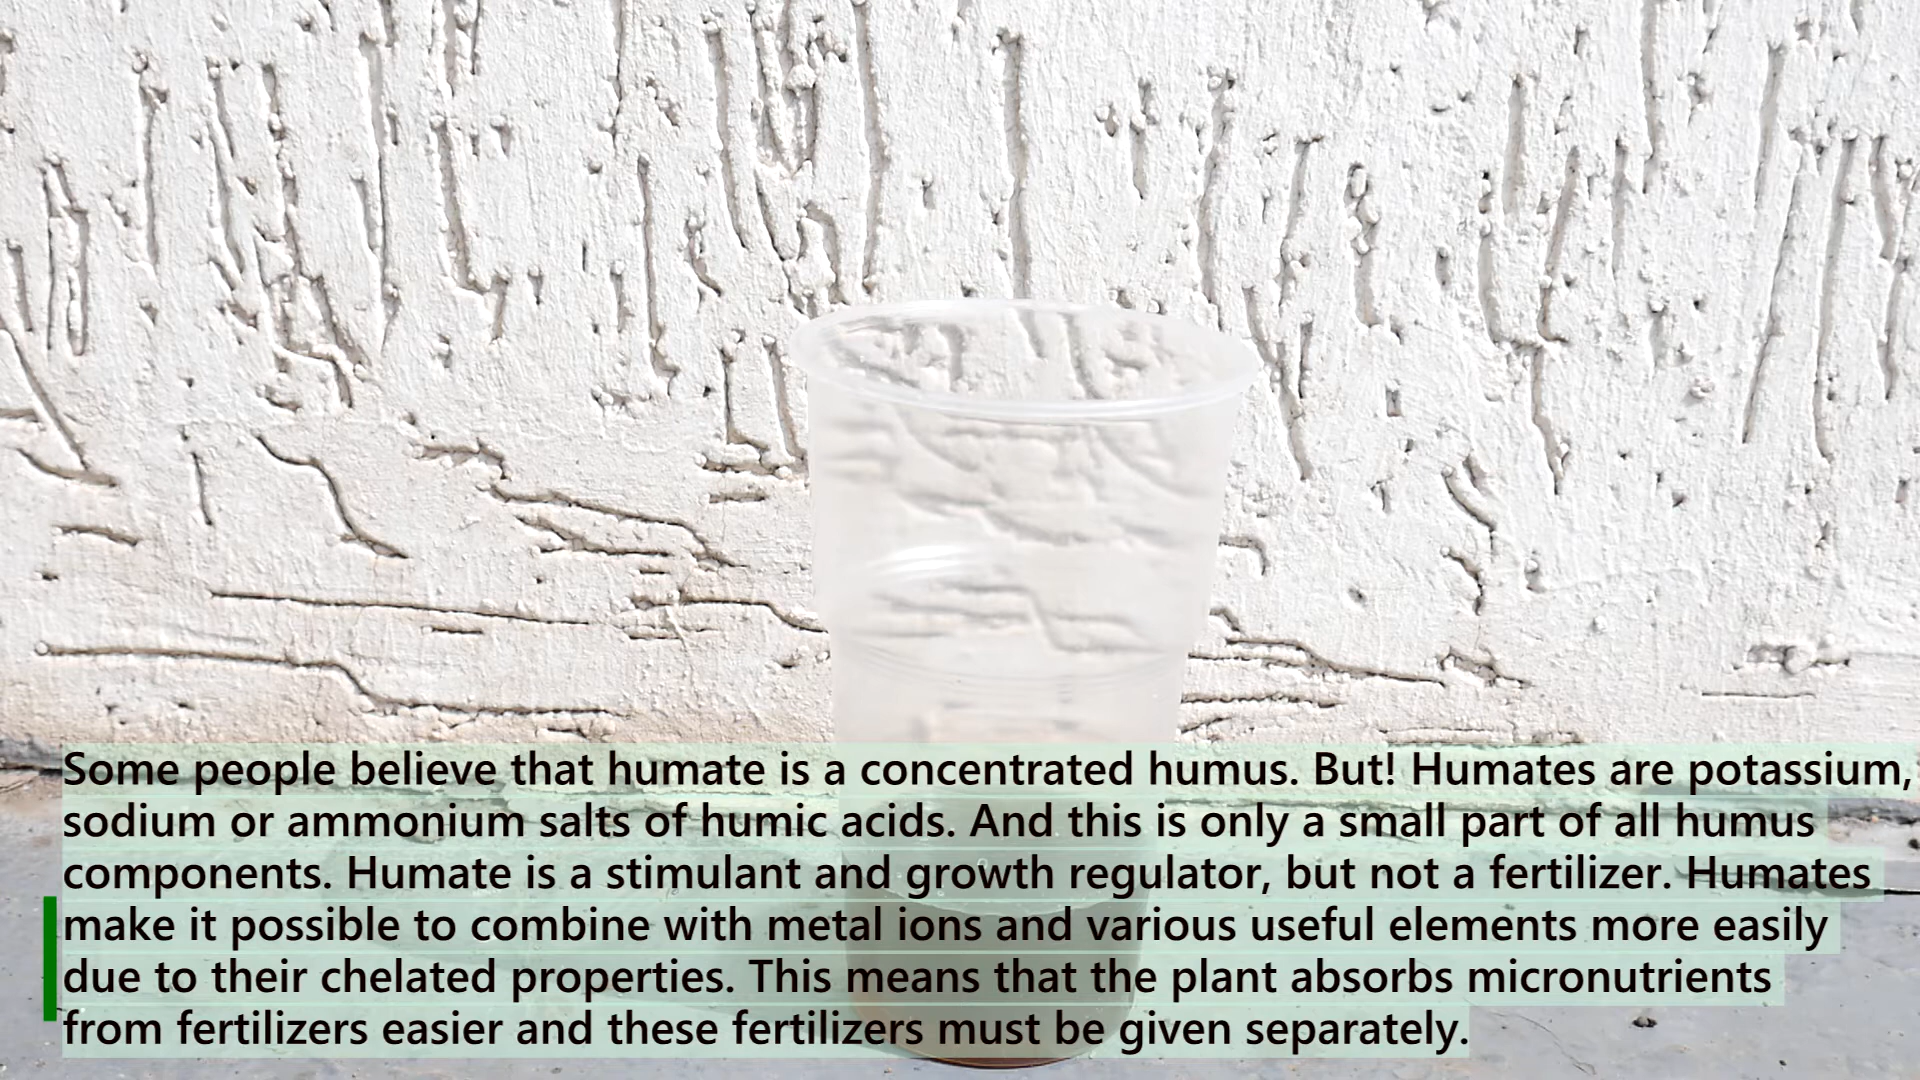 Some people believe that humate is a concentrated humus. But! Humates are potassium,
sodium or ammonium salts of humic acids. And this is only a small part of all humus
components. Humate is a stimulant and growth regulator, but not a fertilizer. Humates
make it possible to combine with metal ions and various useful elements more easily
due to their chelated properties. This means that the plant absorbs micronutrients
from fertilizers easier and these fertilizers must be given separately.